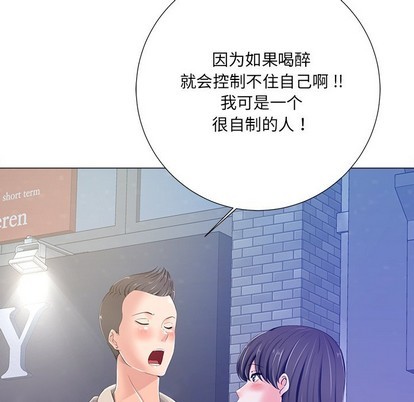 因为如果喝醉
就会控制不住自己啊 !!
我可是一个
很自制的人！
short term
eren
Y